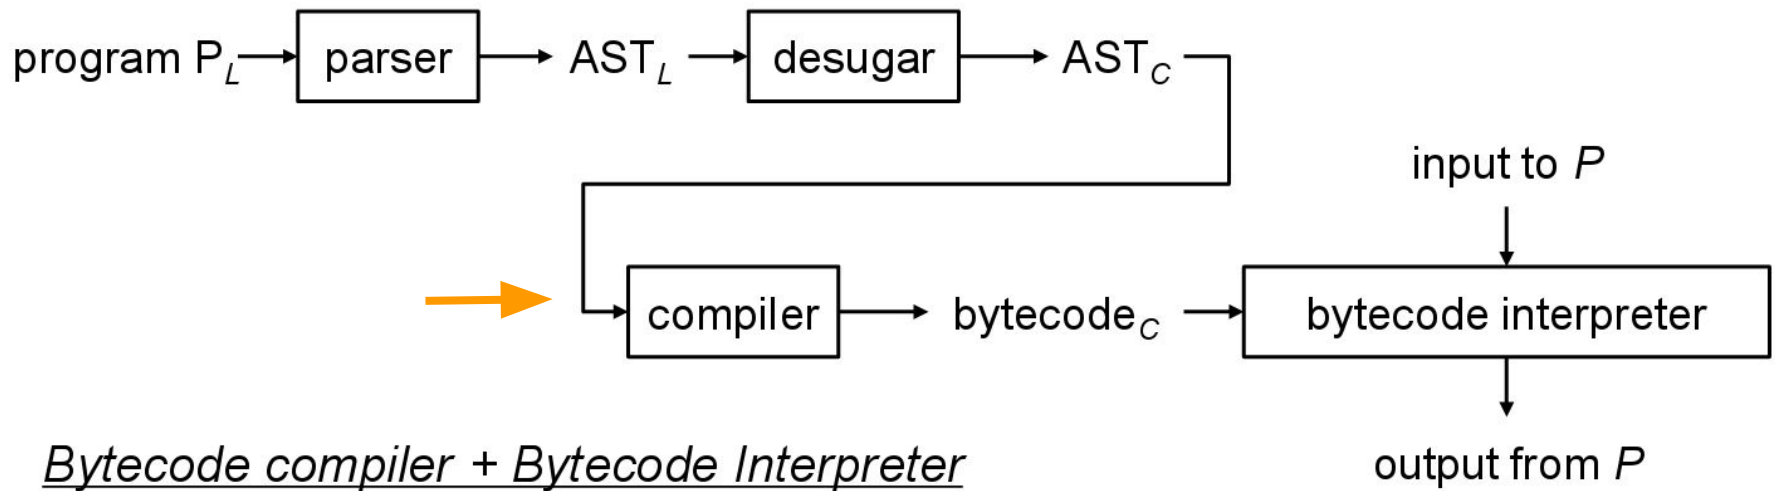 program P_L parser AST_L desugar AST_C
input to P
compiler bytecode_C bytecode interpreter
Bytecode compiler + Bytecode Interpreter
output from P